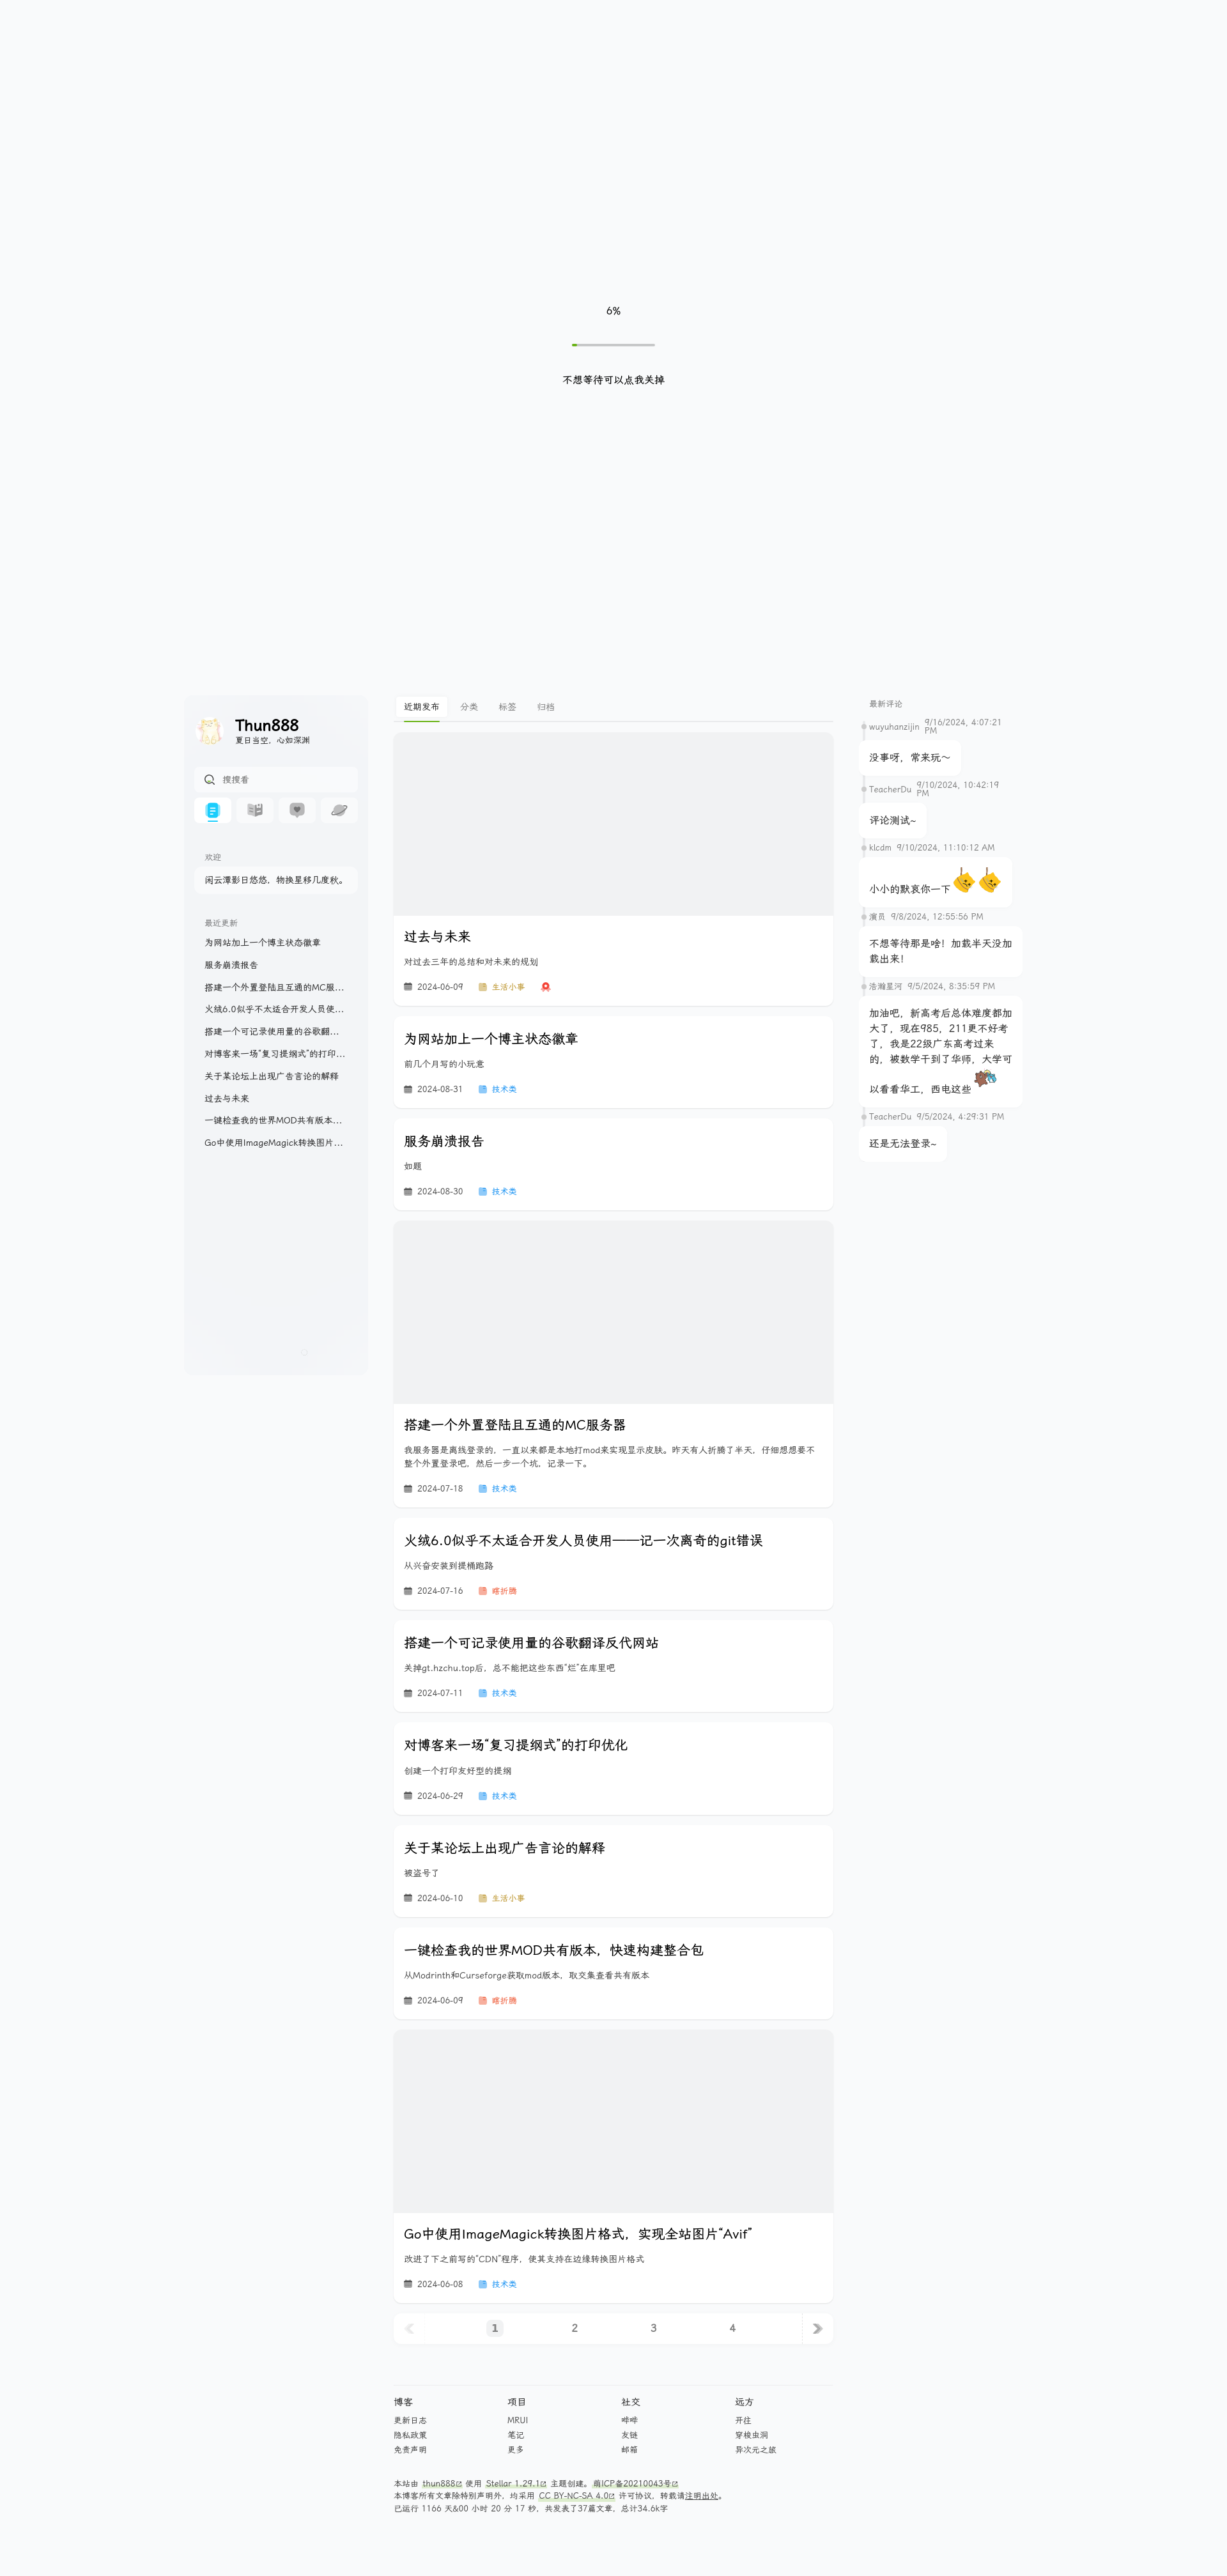 6%
不想等待可以点我关掉
Thun888
夏日当空，心如深渊
搜搜看
欢迎
闲云潭影日悠悠，物换星移几度秋。
最近更新
为网站加上一个博主状态徽章
服务崩溃报告
搭建一个外置登陆且互通的MC服...
火绒6.0似乎不太适合开发人员使...
搭建一个可记录使用量的谷歌翻...
对博客来一场“复习提纲式”的打印...
关于某论坛上出现广告言论的解释
过去与未来
一键检查我的世界MOD共有版本...
Go中使用ImageMagick转换图片...
近期发布 分类 标签 归档
过去与未来
对过去三年的总结和对未来的规划
2024-06-09 生活小事
为网站加上一个博主状态徽章
前几个月写的小玩意
2024-08-31 技术类
服务崩溃报告
如题
2024-08-30 技术类
搭建一个外置登陆且互通的MC服务器
我服务器是离线登录的，一直以来都是本地打mod来实现显示皮肤。昨天有人折腾了半天，仔细想想要不
整个外置登录吧，然后一步一个坑，记录一下。
2024-07-18 技术类
火绒6.0似乎不太适合开发人员使用——记一次离奇的git错误
从兴奋安装到提桶跑路
2024-07-16 瞎折腾
搭建一个可记录使用量的谷歌翻译反代网站
关掉gt.hzchu.top后，总不能把这些东西“烂”在库里吧
2024-07-11 技术类
对博客来一场“复习提纲式”的打印优化
创建一个打印友好型的提纲
2024-06-29 技术类
关于某论坛上出现广告言论的解释
被盗号了
2024-06-10 生活小事
一键检查我的世界MOD共有版本，快速构建整合包
从Modrinth和Curseforge获取mod版本，取交集查看共有版本
2024-06-09 瞎折腾
Go中使用ImageMagick转换图片格式，实现全站图片“Avif”
改进了下之前写的“CDN”程序，使其支持在边缘转换图片格式
2024-06-08 技术类
1 2 3 4
最新评论
wuyuhanzijin 9/16/2024, 4:07:21
PM
没事呀，常来玩～
TeacherDu 9/10/2024, 10:42:19
PM
评论测试~
klcdm 9/10/2024, 11:10:12 AM
小小的默哀你一下
演员 9/8/2024, 12:55:56 PM
不想等待那是啥！加载半天没加
载出来！
浩瀚星河 9/5/2024, 8:35:59 PM
加油吧，新高考后总体难度都加
大了，现在985，211更不好考
了，我是22级广东高考过来
的，被数学干到了华师，大学可
以看看华工，西电这些
TeacherDu 9/5/2024, 4:29:31 PM
还是无法登录~
博客 项目 社交 远方
更新日志 MRUI 哔哔 开往
隐私政策 笔记 友链 穿梭虫洞
免责声明 更多 邮箱 异次元之旅
本站由 thun888 使用 Stellar 1.29.1 主题创建。萌ICP备20210043号
本博客所有文章除特别声明外，均采用 CC BY-NC-SA 4.0 许可协议，转载请注明出处。
已运行 1166 天&00 小时 20 分 17 秒，共发表了37篇文章，总计34.6k字